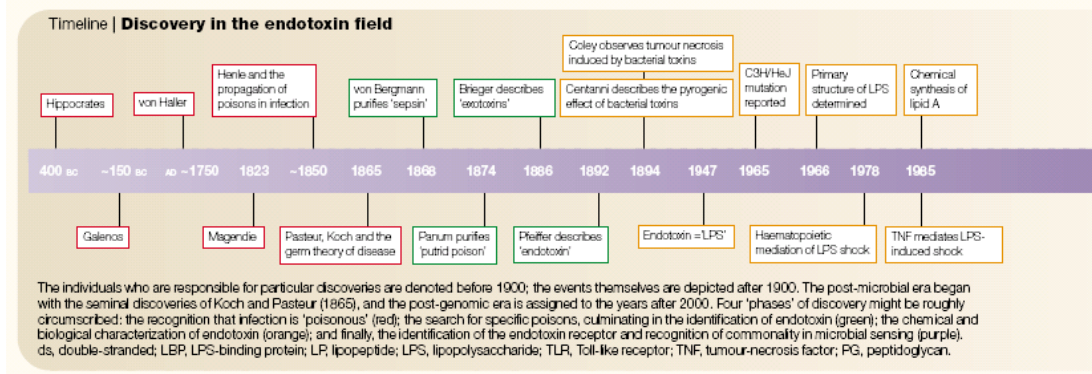 Timeline | Discovery in the endotoxin field
Coley observes tumour necrosis
induced by bacterial toxins
Henle and the
propagation of
poisons in infection
C3H/HeJ
mutation
reported
Primary
structure of LPS
determined
Chemical
synthesis of
lipid A
Hippocrates
von Haller
von Bergmann
purifies 'sepsin'
Brieger describes
'exotoxins'
Centanni describes the pyrogenic
effect of bacterial toxins
400 BC ~150 BC AD ~1750 1823 ~1850 1865 1868 1874 1886 1892 1894 1947 1965 1966 1978 1985
Galenos
Magendie
Pasteur, Koch and the
germ theory of disease
Panum purifies
'putrid poison'
Pfeiffer describes
'endotoxin'
Endotoxin ='LPS'
Haematopoietic
mediation of LPS shock
TNF mediates LPS-
induced shock
The individuals who are responsible for particular discoveries are denoted before 1900; the events themselves are depicted after 1900. The post-microbial era began
with the seminal discoveries of Koch and Pasteur (1865), and the post-genomic era is assigned to the years after 2000. Four 'phases' of discovery might be roughly
circumscribed: the recognition that infection is 'poisonous' (red); the search for specific poisons, culminating in the identification of endotoxin (green); the chemical and
biological characterization of endotoxin (orange); and finally, the identification of the endotoxin receptor and recognition of commonality in microbial sensing (purple).
ds, double-stranded; LBP, LPS-binding protein; LP, lipopeptide; LPS, lipopolysaccharide; TLR, Toll-like receptor; TNF, tumour-necrosis factor; PG, peptidoglycan.